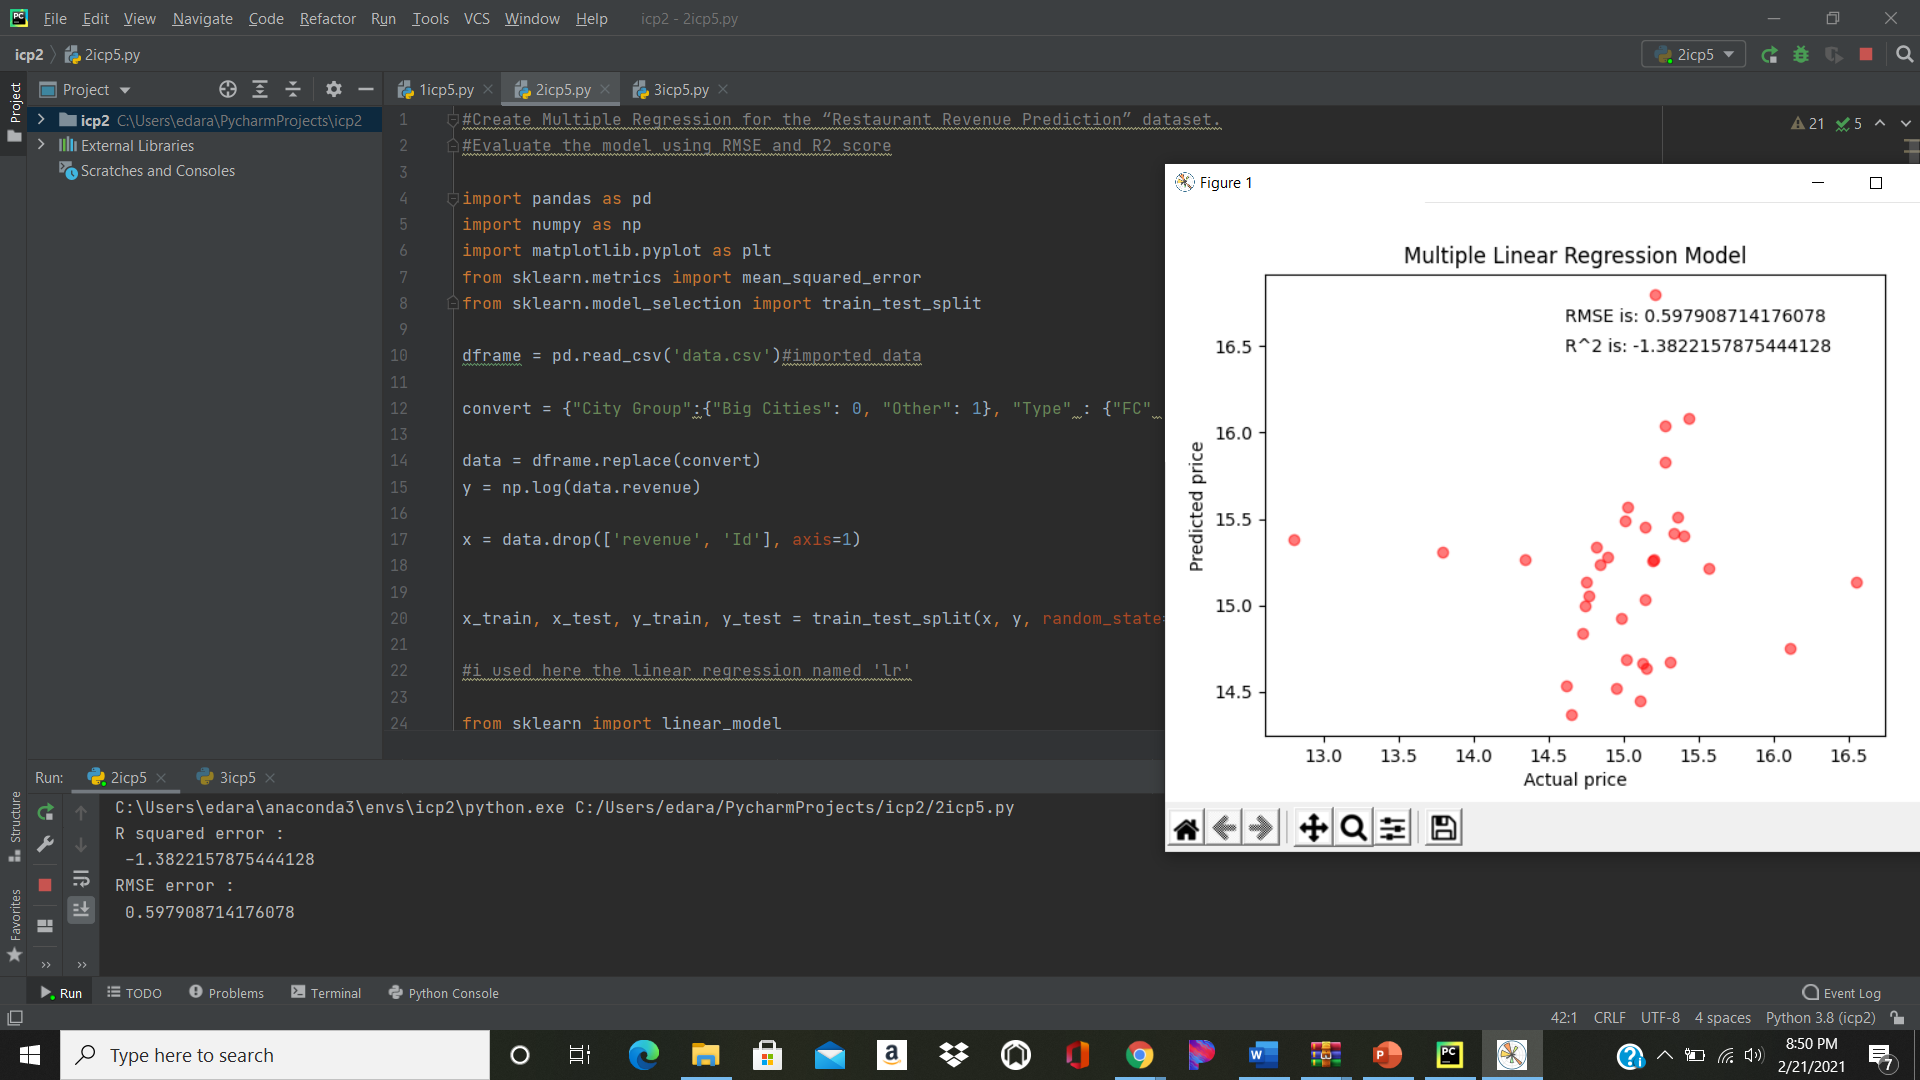 File Edit View Navigate Code Refactor Run Tools VCS Window Help icp2 - 2icp5.py
icp2 2icp5.py 2icp5
Project
Project 1icp5.py 2icp5.py 3icp5.py
icp2 C:\Users\edara\PycharmProjects\icp2
External Libraries
Scratches and Consoles
21 5
1 #Create Multiple Regression for the “Restaurant Revenue Prediction” dataset.
2 #Evaluate the model using RMSE and R2 score
3
4 import pandas as pd
5 import numpy as np
6 import matplotlib.pyplot as plt
7 from sklearn.metrics import mean_squared_error
8 from sklearn.model_selection import train_test_split
9
10 dframe = pd.read_csv('data.csv')#imported data
11
12 convert = {"City Group":{"Big Cities": 0, "Other": 1}, "Type" : {"FC"
13
14 data = dframe.replace(convert)
15 y = np.log(data.revenue)
16
17 x = data.drop(['revenue', 'Id'], axis=1)
18
19
20 x_train, x_test, y_train, y_test = train_test_split(x, y, random_state=
21
22 #i used here the linear regression named 'lr'
23
24 from sklearn import linear_model
Figure 1
Multiple Linear Regression Model
RMSE is: 0.597908714176078
R^2 is: -1.3822157875444128
Predicted price
16.5
16.0
15.5
15.0
14.5
13.0 13.5 14.0 14.5 15.0 15.5 16.0 16.5
Actual price
Run: 2icp5 3icp5
C:\Users\edara\anaconda3\envs\icp2\python.exe C:/Users/edara/PycharmProjects/icp2/2icp5.py
R squared error :
-1.3822157875444128
RMSE error :
0.597908714176078
Structure
Favorites
Run TODO Problems Terminal Python Console Event Log
42:1 CRLF UTF-8 4 spaces Python 3.8 (icp2)
Type here to search
8:50 PM
2/21/2021
7